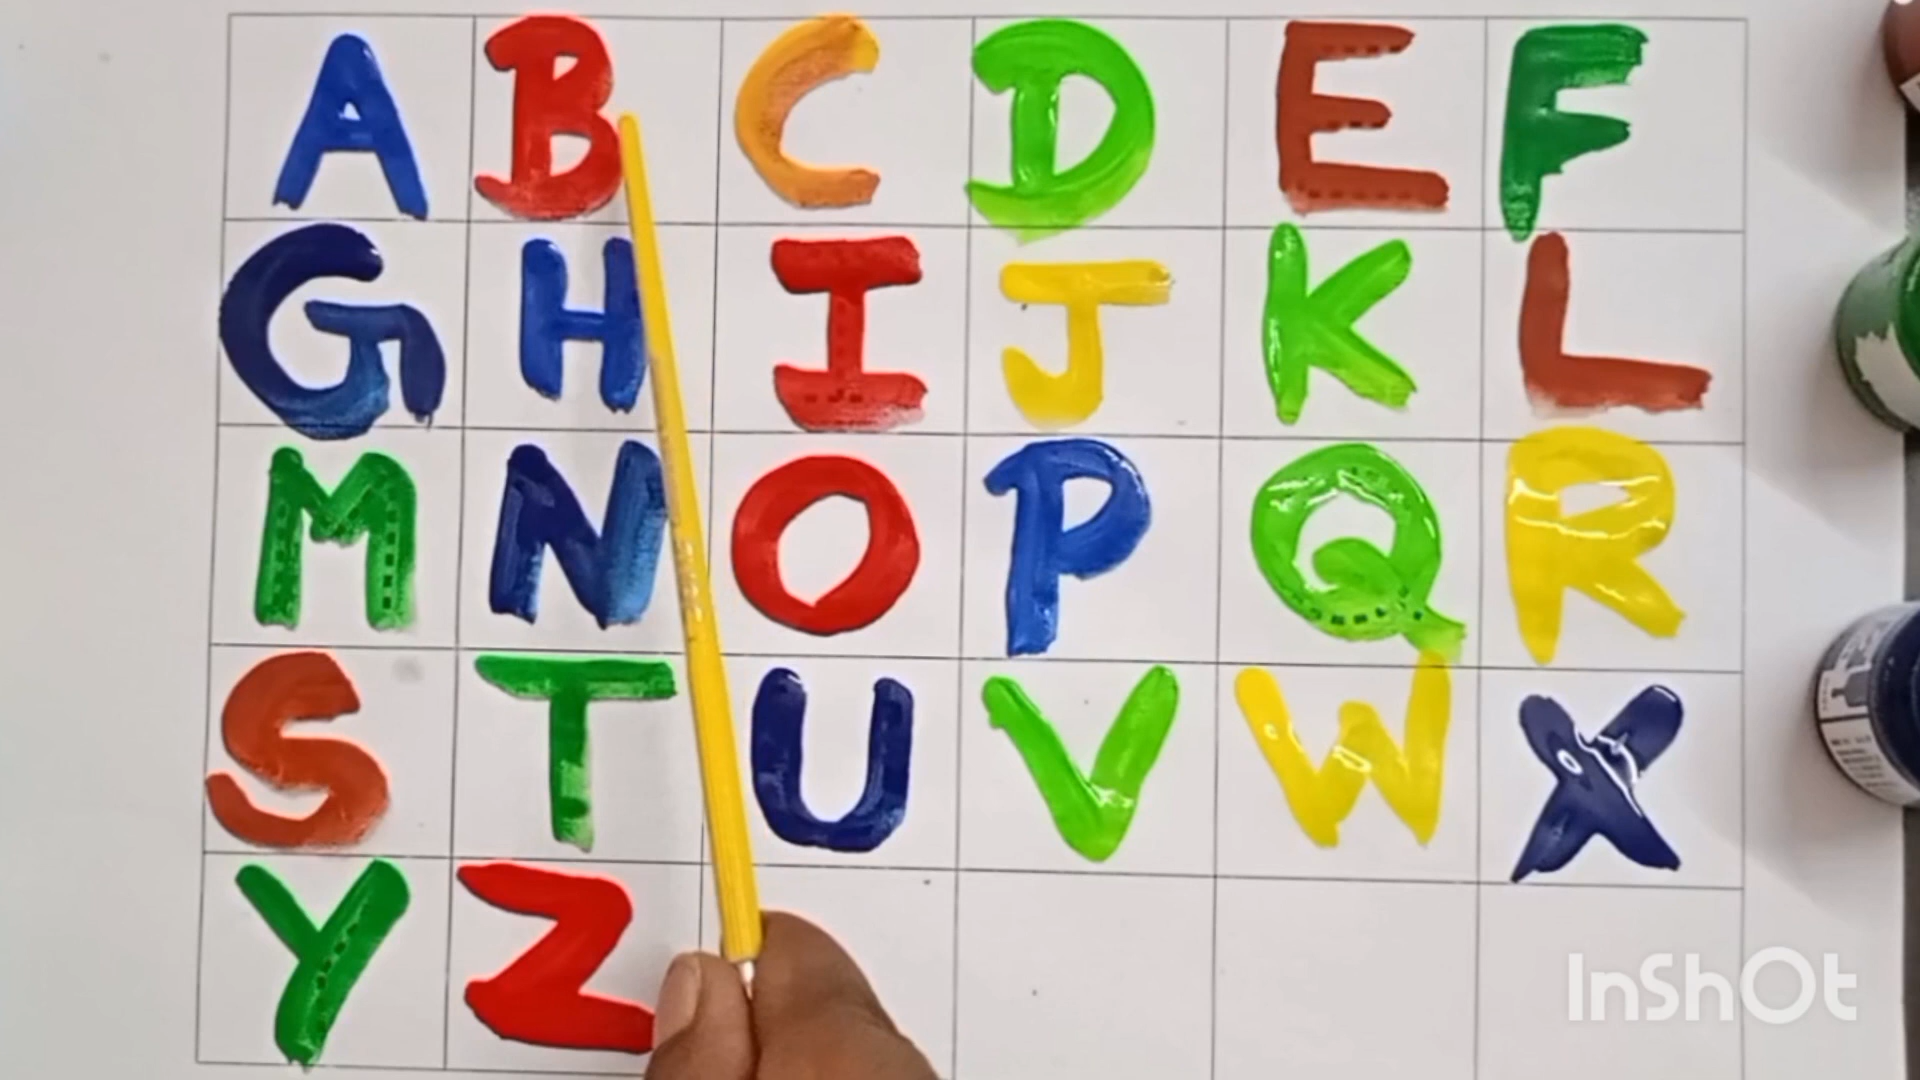 A B C D E F
G H I J K L
M N O P Q R
S T U V W X
Y Z
InShOt